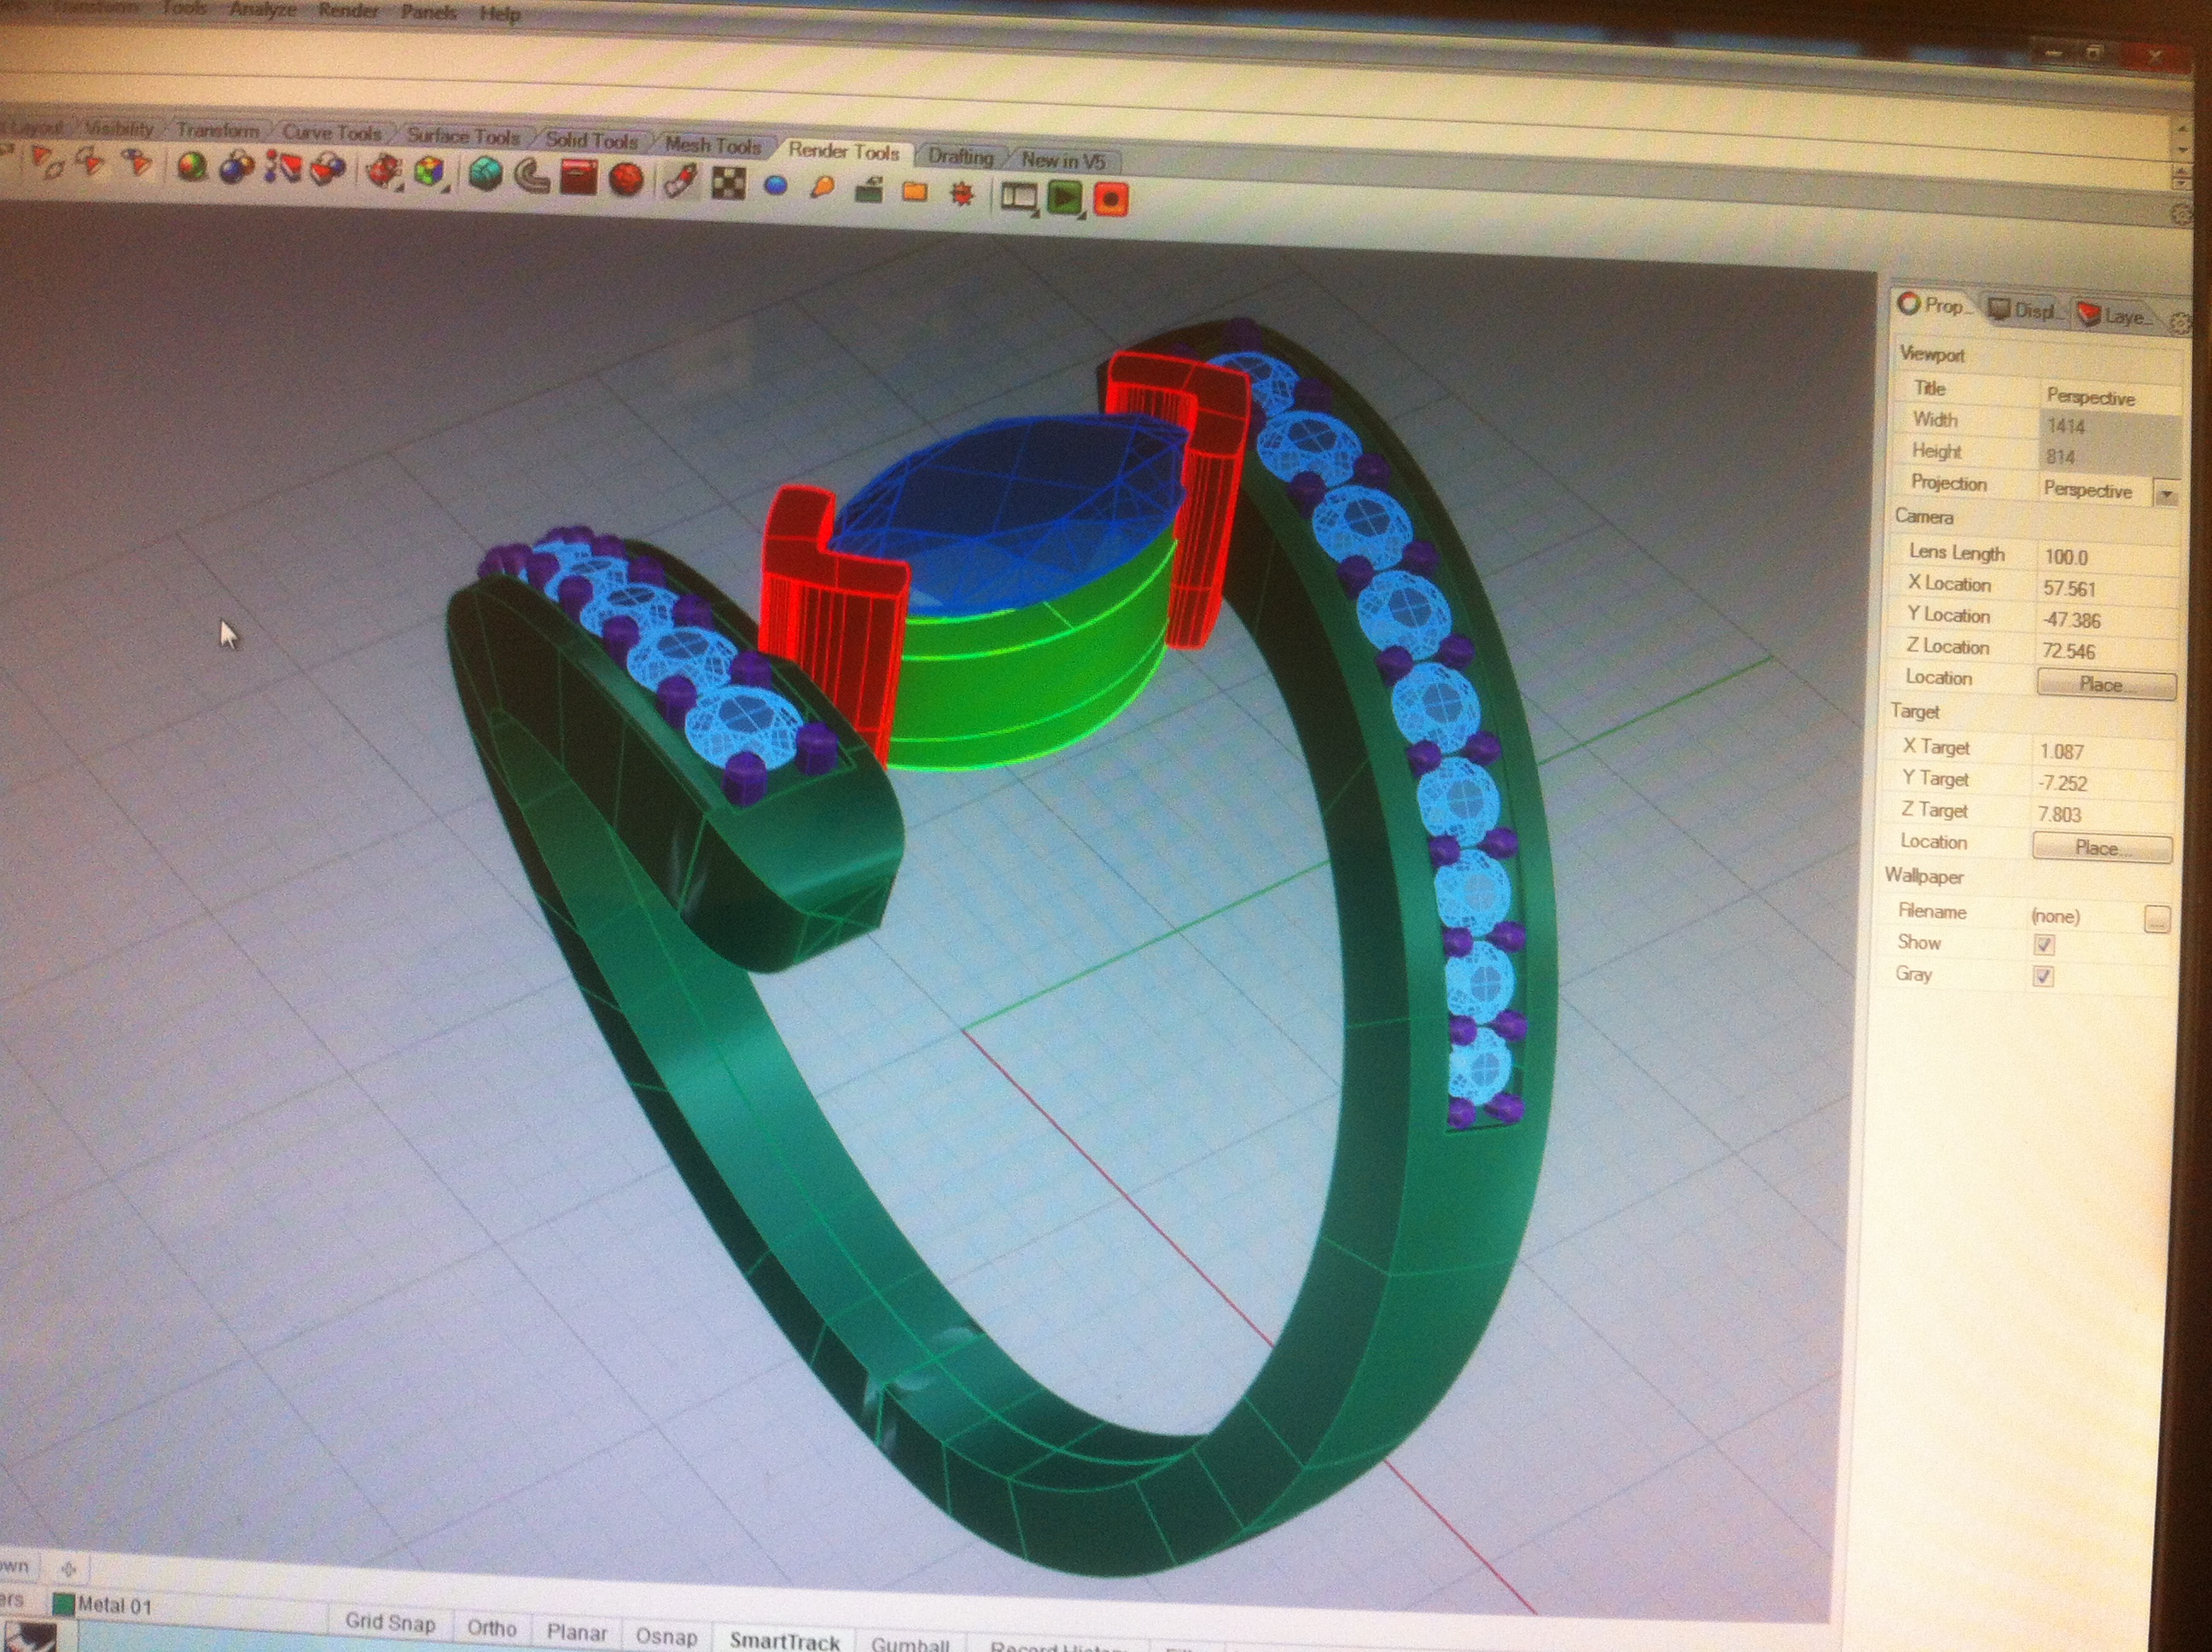 Transform Tools Analyze Render Panels Help
Layout Visibility Transform Curve Tools Surface Tools Solid Tools Mesh Tools Render Tools Drafting New in V5
Prop... Displ... Laye...
Viewport
Title Perspective
Width 1414
Height 814
Projection Perspective
Camera
Lens Length 100.0
X Location 57.561
Y Location -47.386
Z Location 72.546
Location Place...
Target
X Target 1.087
Y Target -7.252
Z Target 7.803
Location Place...
Wallpaper
Filename (none) ...
Show
Gray
own
ers Metal 01
Grid Snap Ortho Planar Osnap SmartTrack Gumball Record History